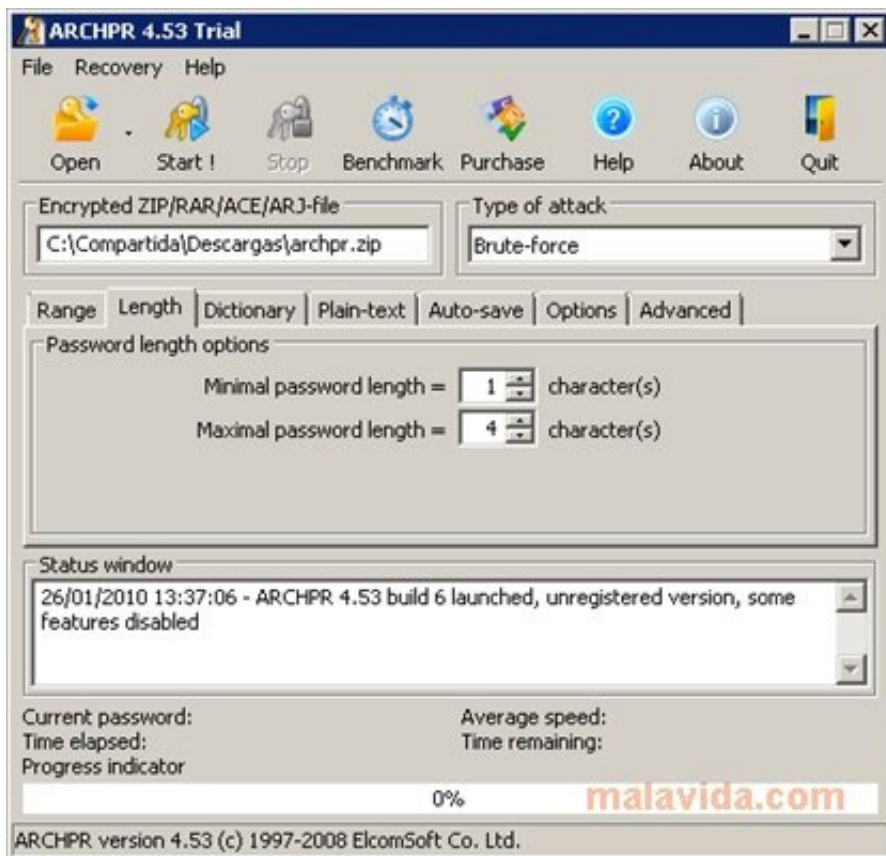 ARCHPR 4.53 Trial
File Recovery Help
Open Start ! Stop Benchmark Purchase Help About Quit
Encrypted ZIP/RAR/ACE/ARJ-file
C:\Compartida\Descargas\archpr.zip
Type of attack
Brute-force
Range Length Dictionary Plain-text Auto-save Options Advanced
Password length options
Minimal password length = 1 character(s)
Maximal password length = 4 character(s)
Status window
26/01/2010 13:37:06 - ARCHPR 4.53 build 6 launched, unregistered version, some
features disabled
Current password:
Average speed:
Time elapsed:
Time remaining:
Progress indicator
0%
malavida.com
ARCHPR version 4.53 (c) 1997-2008 ElcomSoft Co. Ltd.